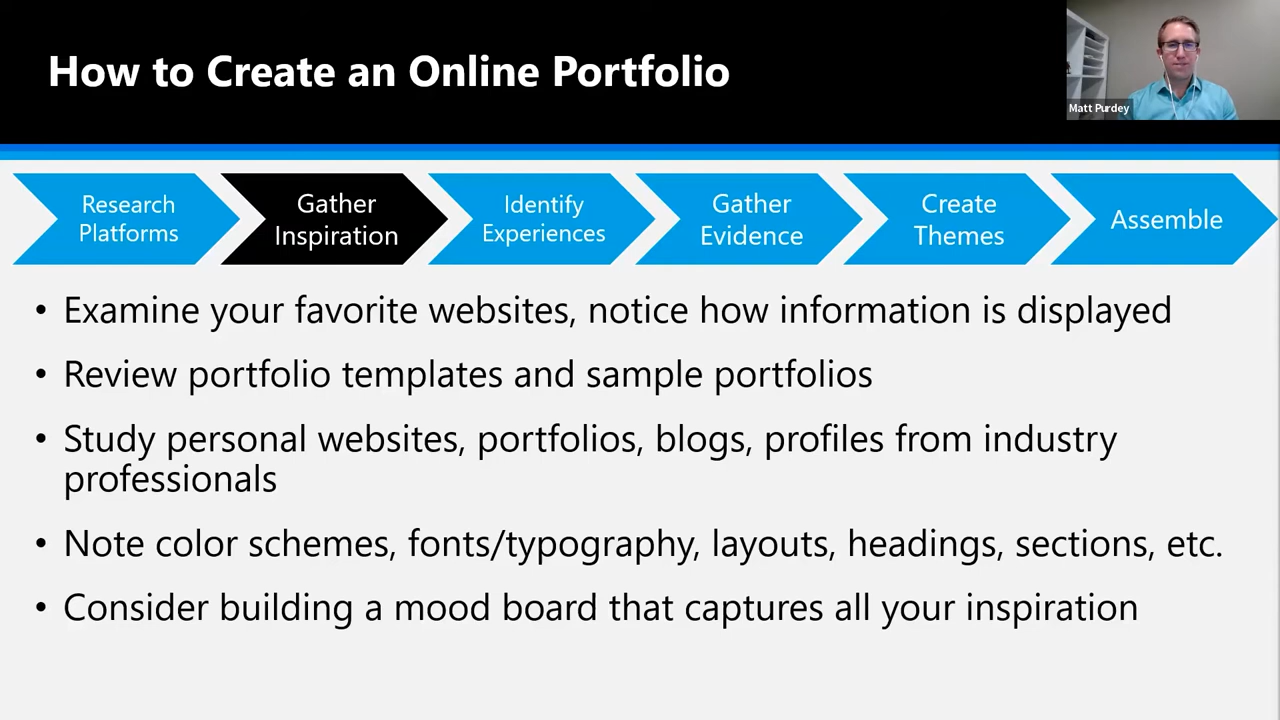 How to Create an Online Portfolio
Matt Purdey
Research
Platforms
Gather
Inspiration
Identify
Experiences
Gather
Evidence
Create
Themes
Assemble
• Examine your favorite websites, notice how information is displayed
• Review portfolio templates and sample portfolios
• Study personal websites, portfolios, blogs, profiles from industry
professionals
• Note color schemes, fonts/typography, layouts, headings, sections, etc.
• Consider building a mood board that captures all your inspiration